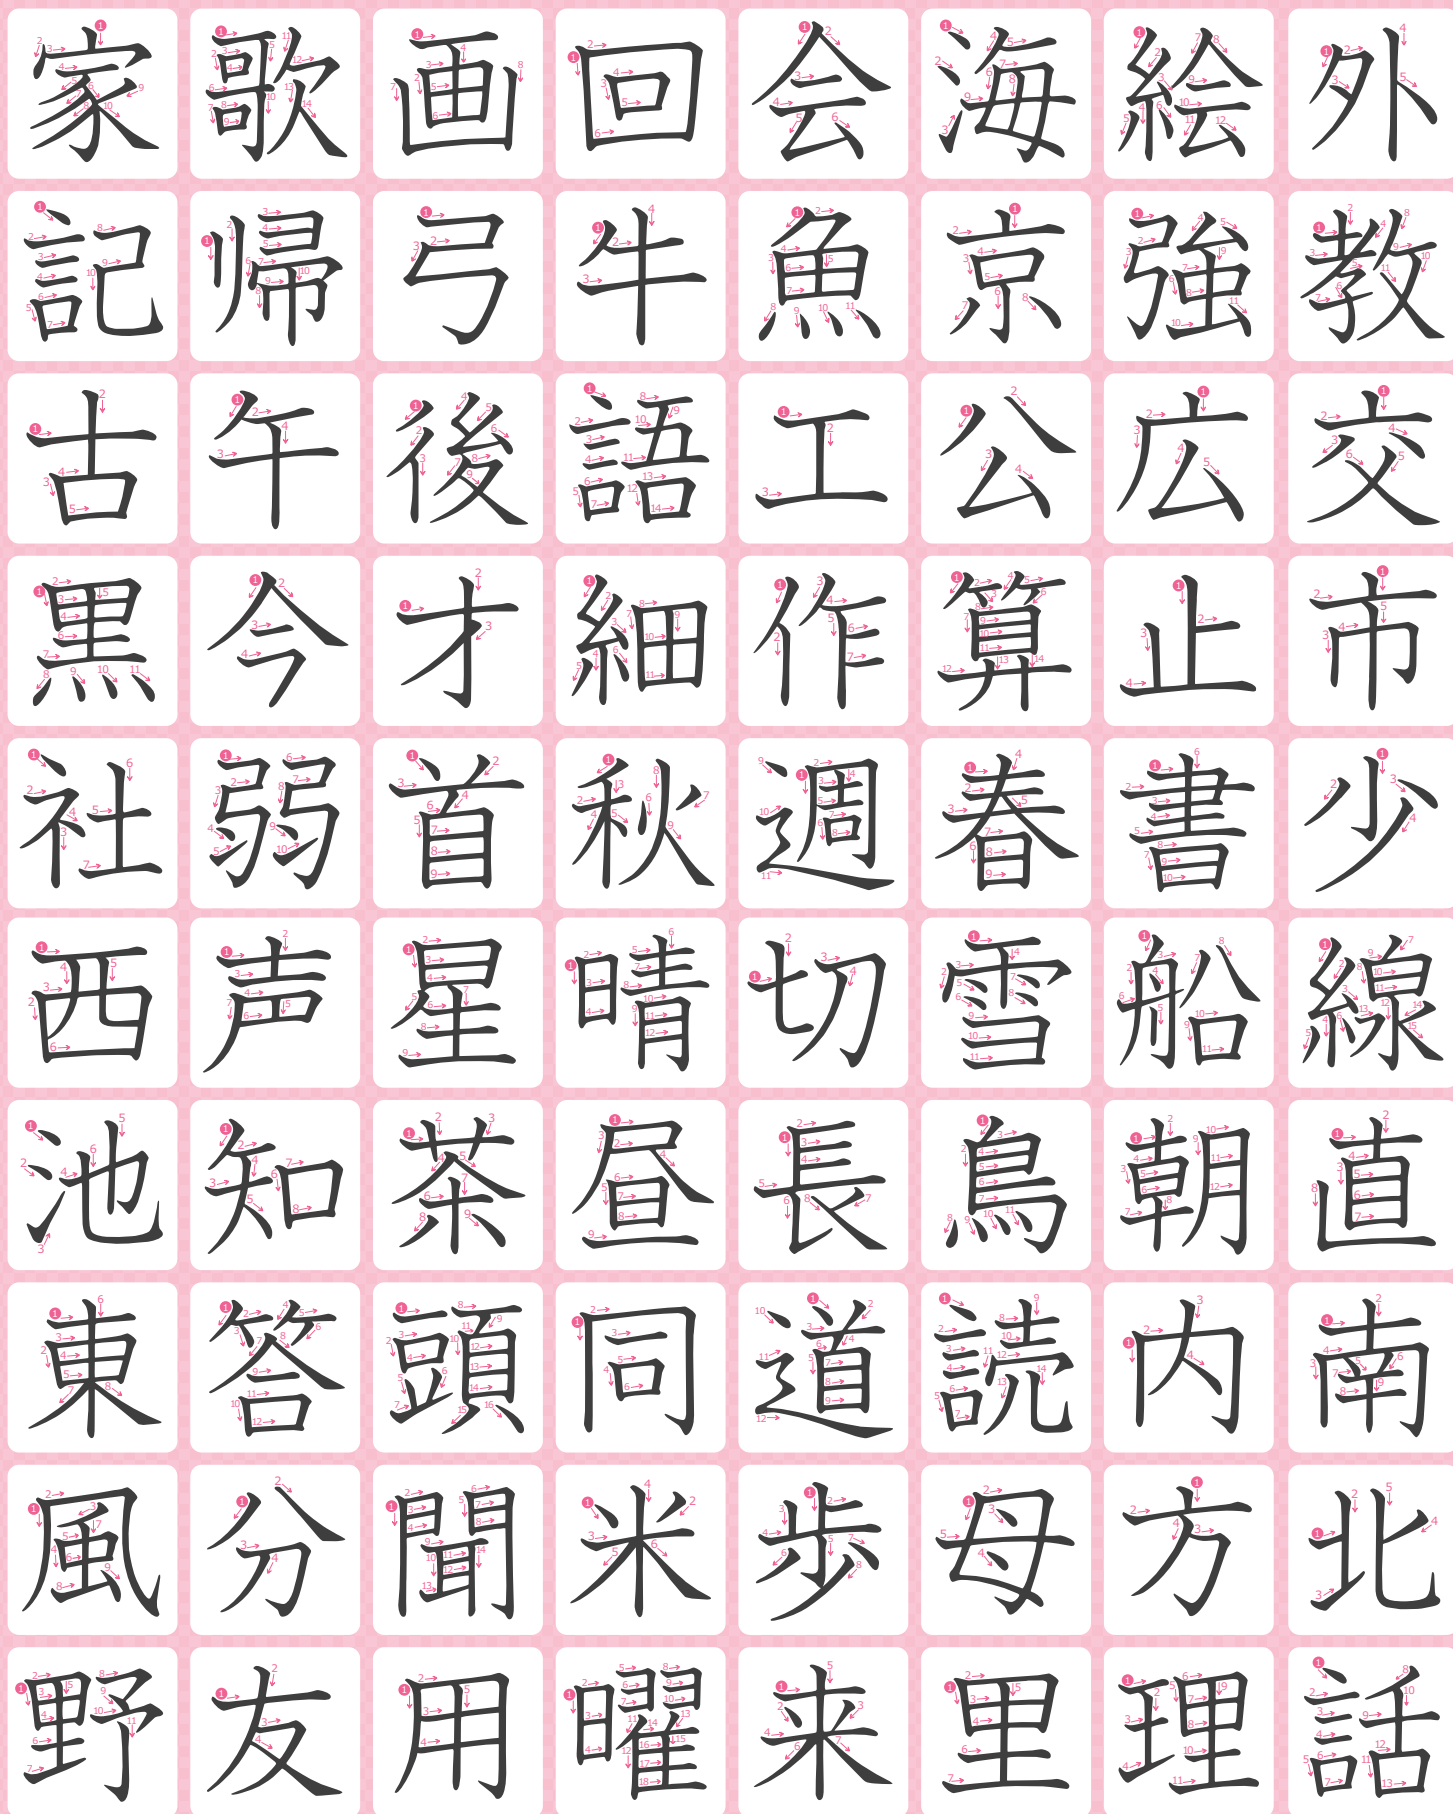 家 歌 画 回 会 海 絵 外
記 帰 弓 牛 魚 京 強 教
古 午 後 語 工 公 広 交
黒 今 才 細 作 算 止 市
社 弱 首 秋 週 春 書 少
西 声 星 晴 切 雪 船 線
池 知 茶 昼 長 鳥 朝 直
東 答 頭 同 道 読 内 南
風 分 聞 米 歩 母 方 北
野 友 用 曜 来 里 理 話